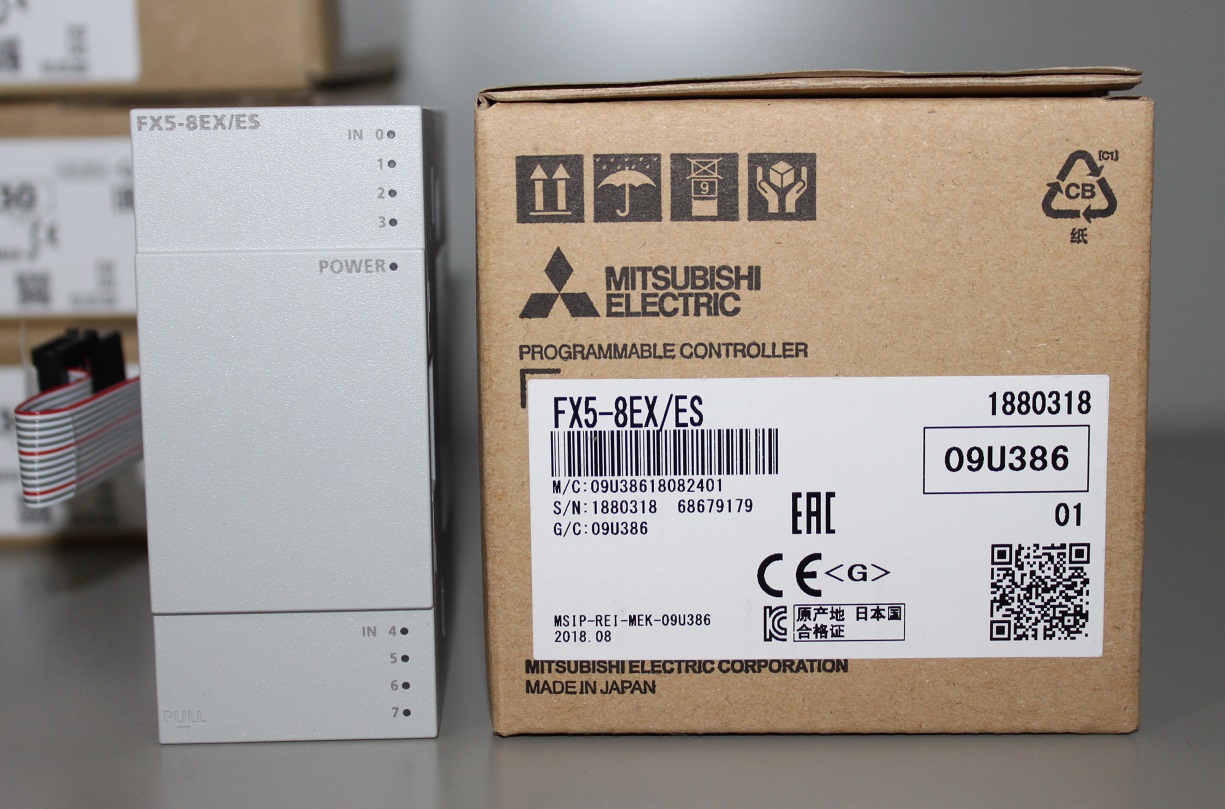 FX5-8EX/ES
IN 0
1
2
3
POWER
IN 4
5
6
7
PULL
9
[C1]
CB
纸
MITSUBISHI
ELECTRIC
PROGRAMMABLE CONTROLLER
FX5-8EX/ES
1880318
09U386
M/C:09U38618082401
S/N:1880318 68679179
G/C:09U386
EAC
01
CE<G>
MSIP-REI-MEK-09U386
2018.08
原产地 日本国
合格证
MITSUBISHI ELECTRIC CORPORATION
MADE IN JAPAN